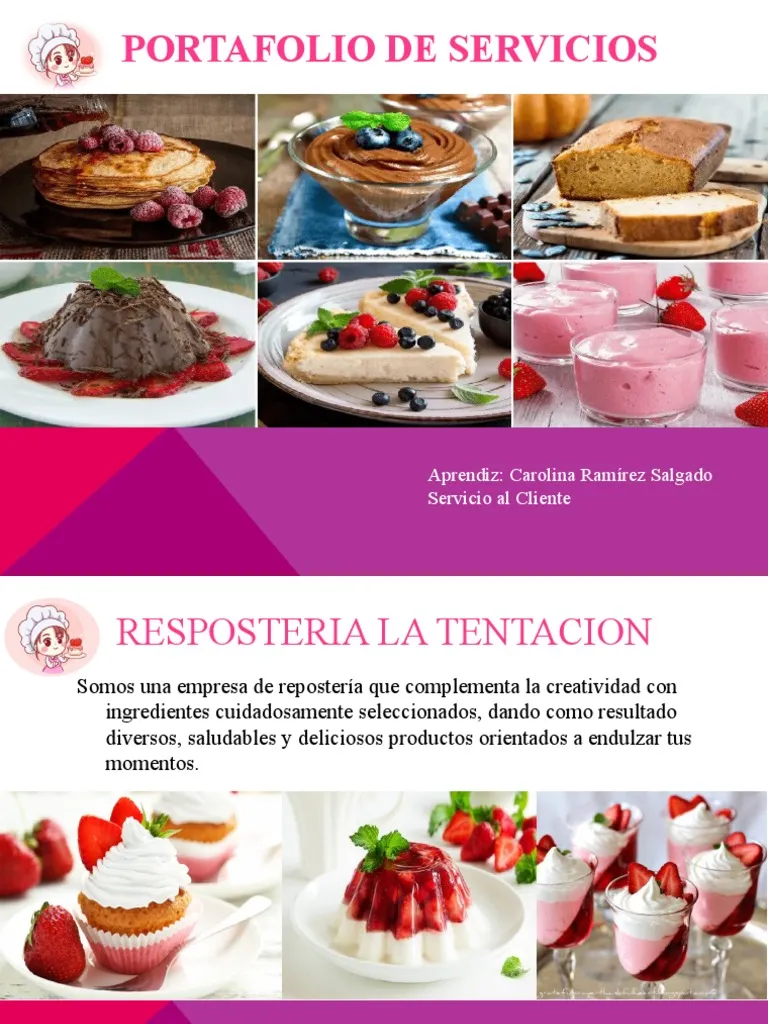 PORTAFOLIO DE SERVICIOS
Aprendiz: Carolina Ramírez Salgado
Servicio al Cliente
RESPOSTERIA LA TENTACION
Somos una empresa de repostería que complementa la creatividad con
ingredientes cuidadosamente seleccionados, dando como resultado
diversos, saludables y deliciosos productos orientados a endulzar tus
momentos.